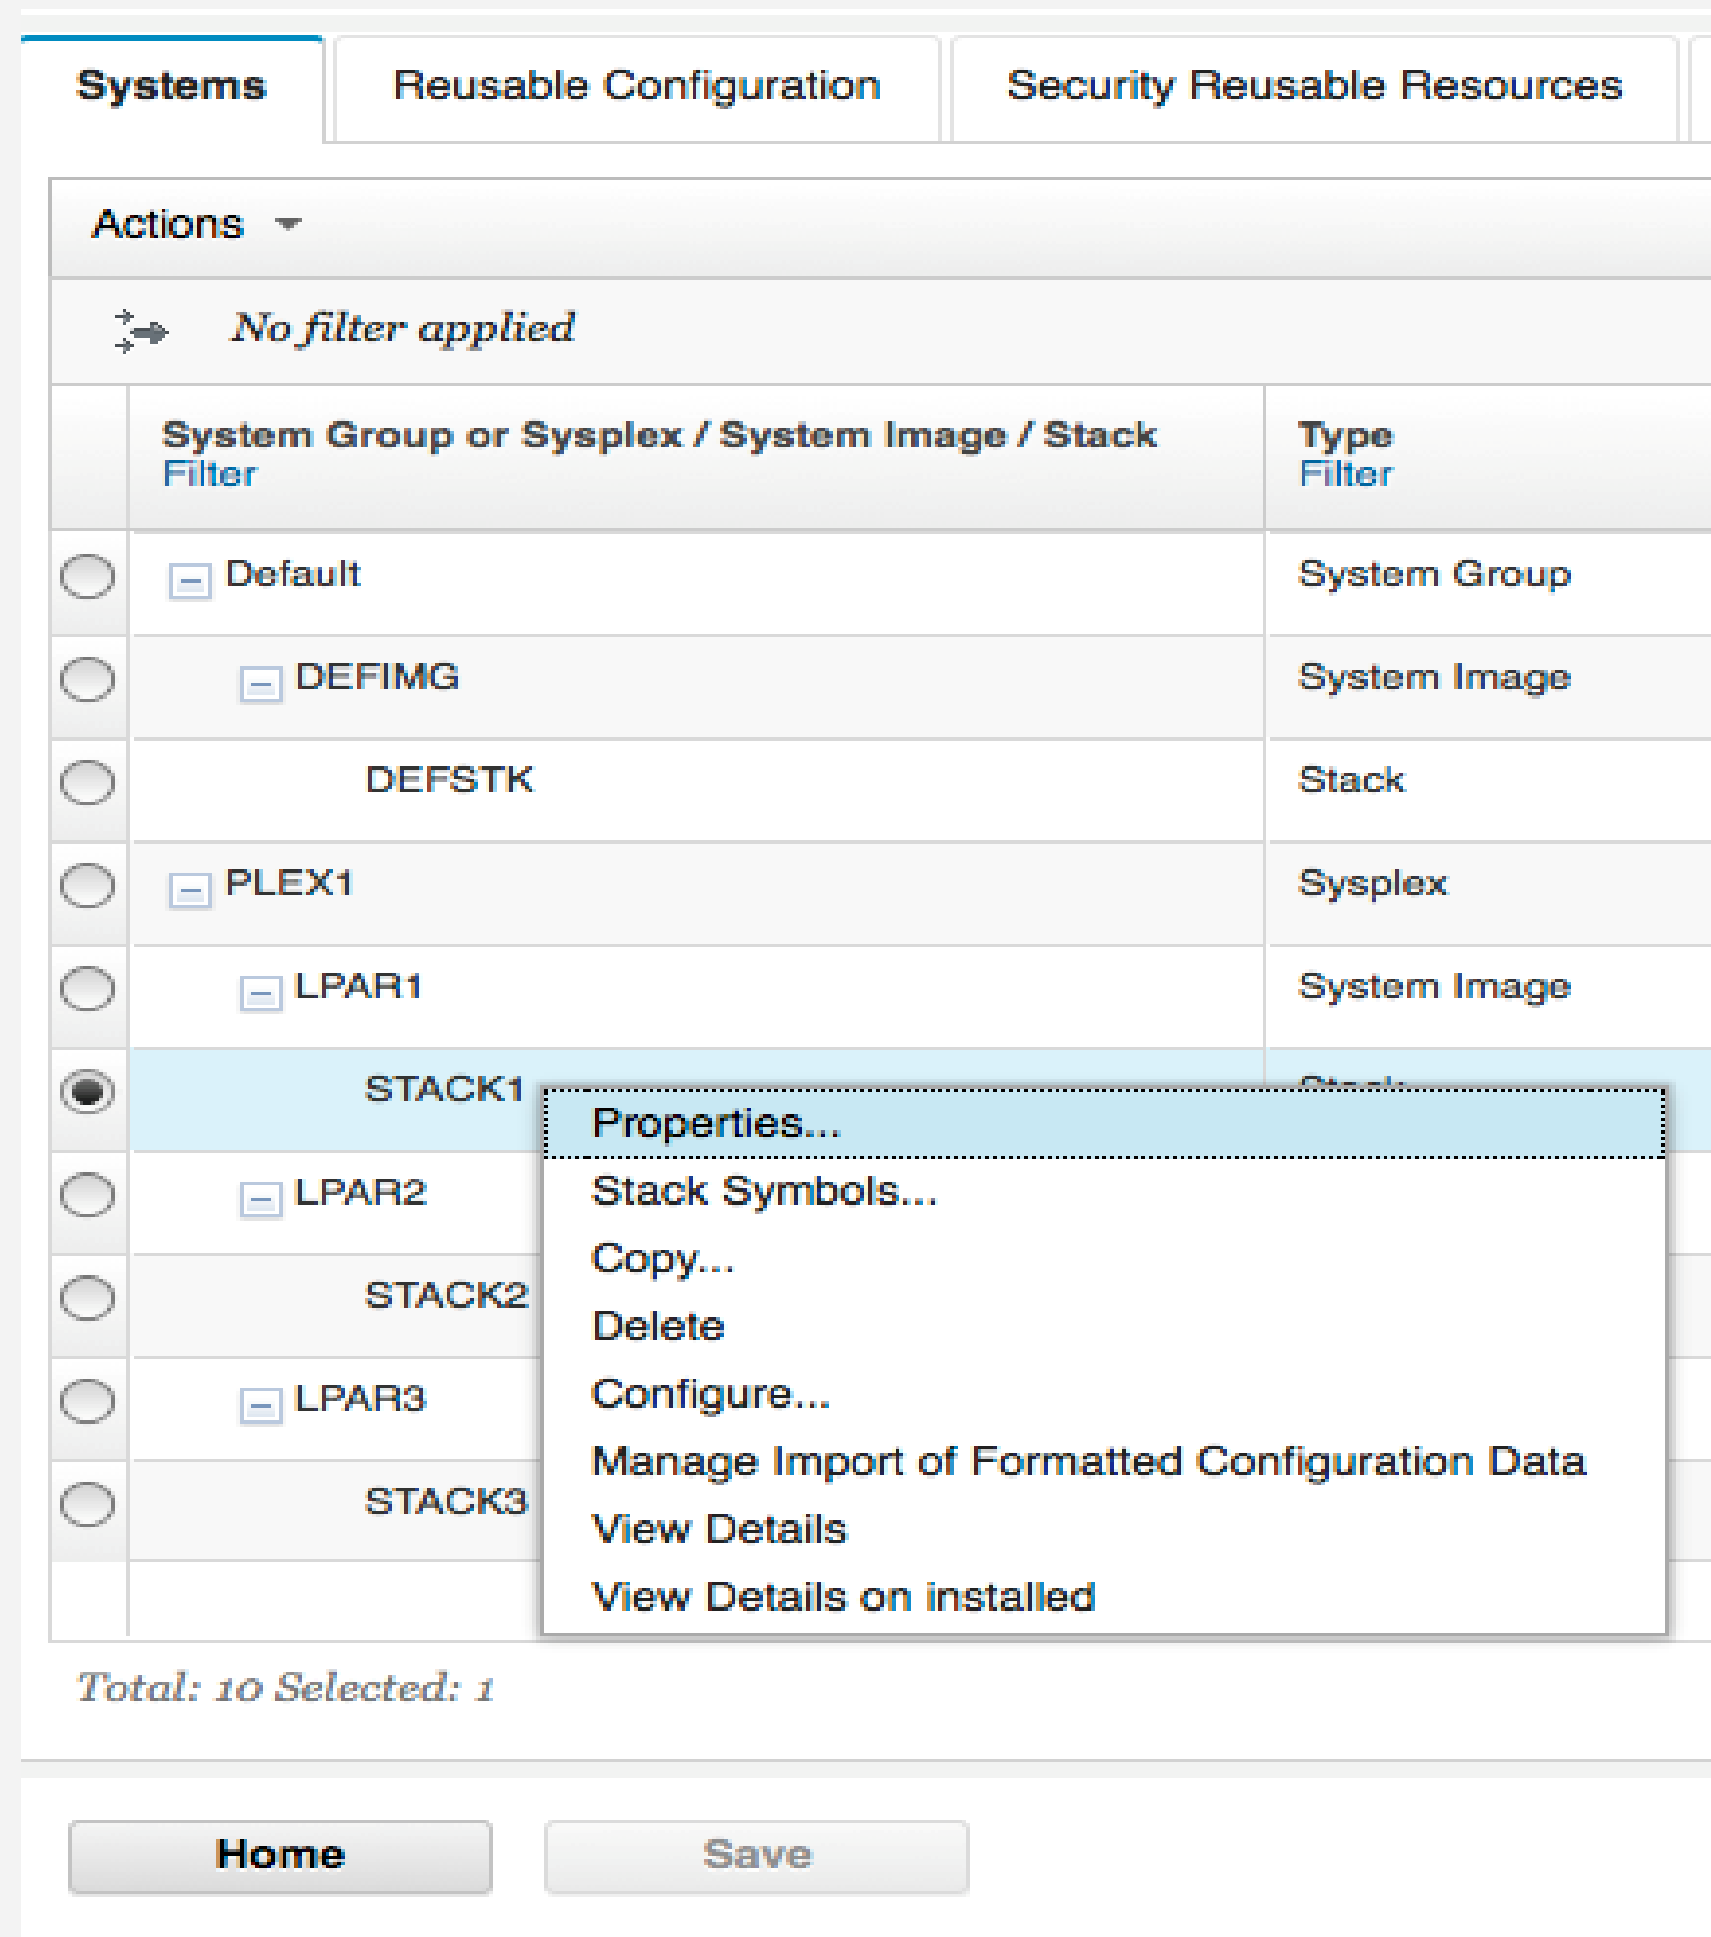 Systems Reusable Configuration Security Reusable Resources
Actions
No filter applied
System Group or Sysplex / System Image / Stack Type
Filter Filter
Default System Group
DEFIMG System Image
DEFSTK Stack
PLEX1 Sysplex
LPAR1 System Image
STACK1
Properties...
Stack Symbols...
LPAR2
Copy...
STACK2
Delete
Configure...
LPAR3
Manage Import of Formatted Configuration Data
STACK3
View Details
View Details on installed
Total: 10 Selected: 1
Home Save